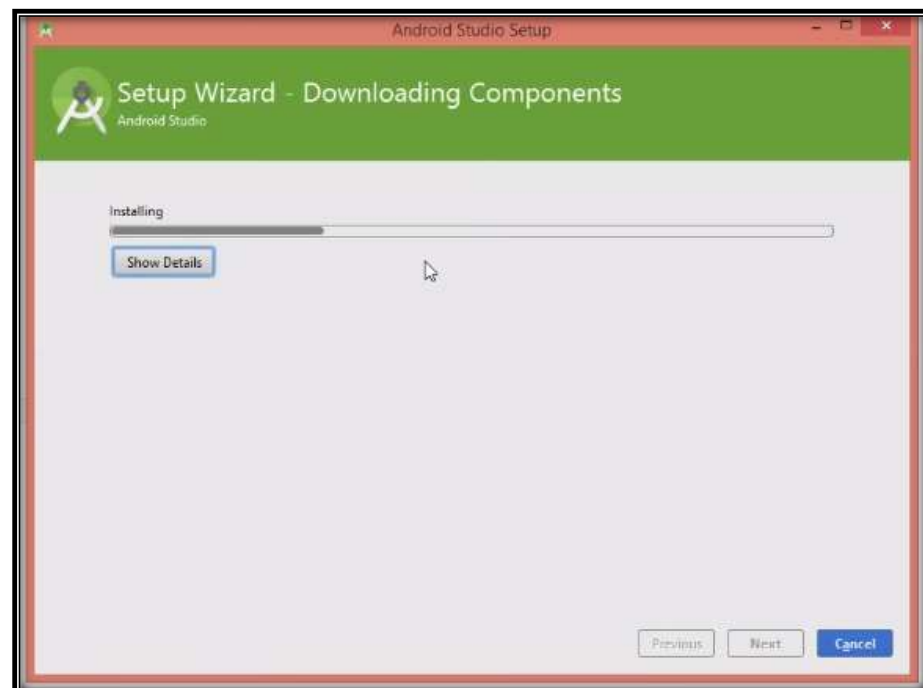 Android Studio Setup
Setup Wizard - Downloading Components
Android Studio
Installing
Show Details
Previous Next Cancel